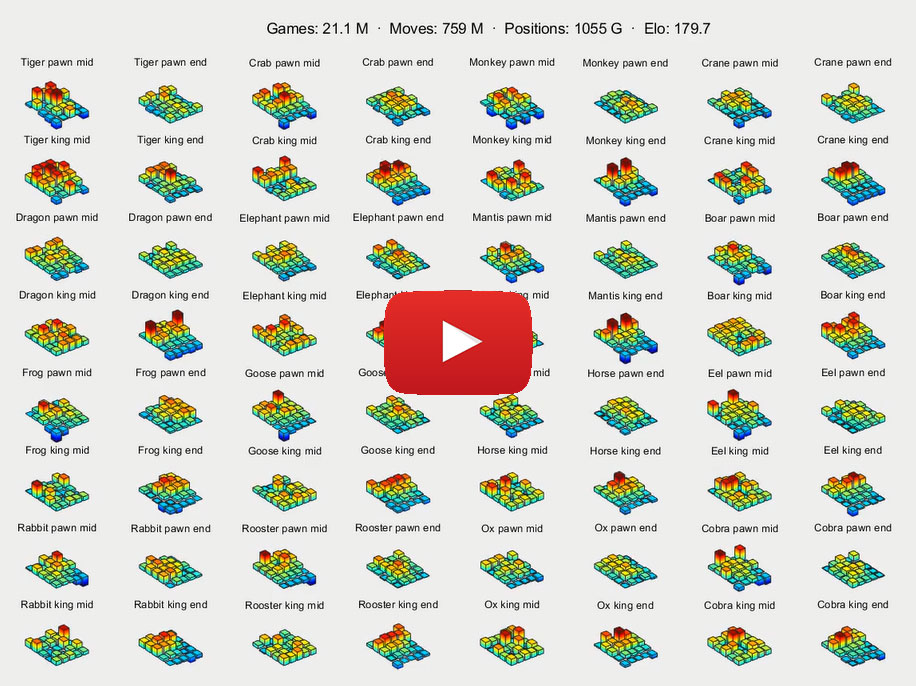 Games: 21.1 M · Moves: 759 M · Positions: 1055 G · Elo: 179.7
Tiger pawn mid Tiger pawn end Crab pawn mid Crab pawn end Monkey pawn mid Monkey pawn end Crane pawn mid Crane pawn end
Tiger king mid Tiger king end Crab king mid Crab king end Monkey king mid Monkey king end Crane king mid Crane king end
Dragon pawn mid Dragon pawn end Elephant pawn mid Elephant pawn end Mantis pawn mid Mantis pawn end Boar pawn mid Boar pawn end
Dragon king mid Dragon king end Elephant king mid Elephant mid Mantis king end Boar king mid Boar king end
Frog pawn mid Frog pawn end Goose pawn mid mid Horse pawn end Eel pawn mid Eel pawn end
Frog king mid Frog king end Goose king mid Goose king end Horse king mid Horse king end Eel king mid Eel king end
Rabbit pawn mid Rabbit pawn end Rooster pawn mid Rooster pawn end Ox pawn mid Ox pawn end Cobra pawn mid Cobra pawn end
Rabbit king mid Rabbit king end Rooster king mid Rooster king end Ox king mid Ox king end Cobra king mid Cobra king end